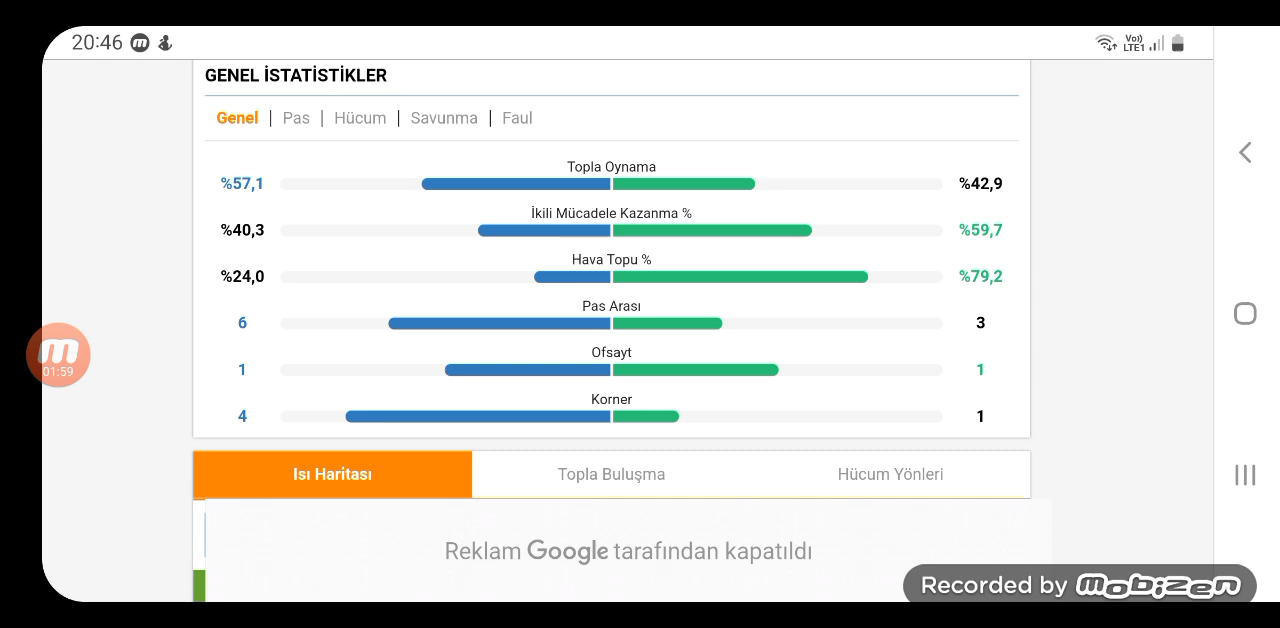 20:46
Vo))
LTE1
GENEL İSTATİSTİKLER
Genel | Pas | Hücum | Savunma | Faul
Topla Oynama
%57,1 %42,9
İkili Mücadele Kazanma %
%40,3 %59,7
Hava Topu %
%24,0 %79,2
Pas Arası
6 3
Ofsayt
1 1
Korner
4 1
m
01:59
Isı Haritası Topla Buluşma Hücum Yönleri
Reklam Google tarafından kapatıldı
Recorded by mobizen